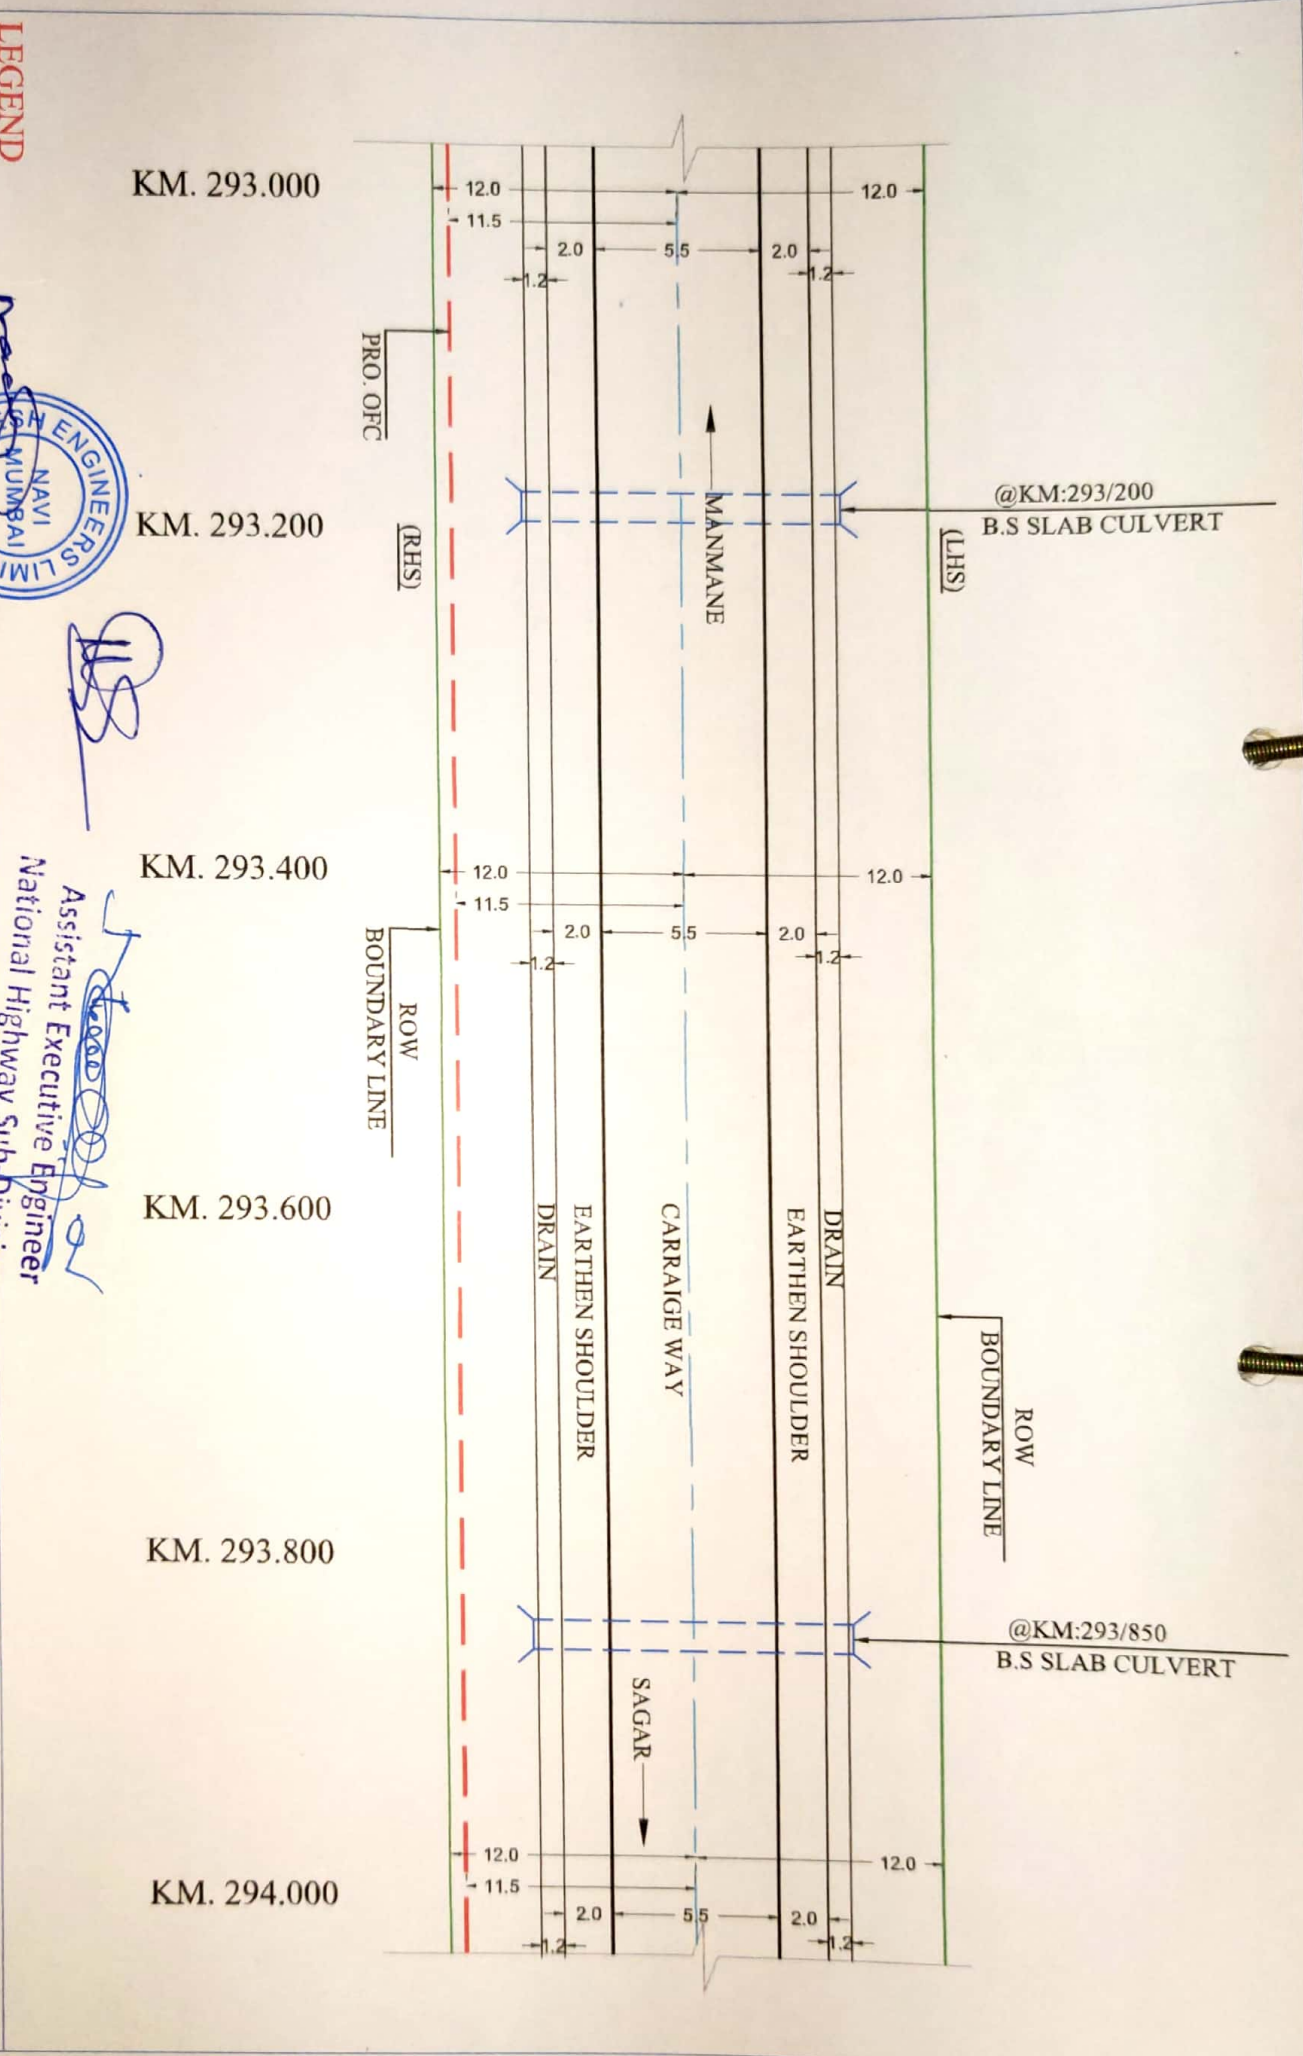 LEGEND
KM. 293.000
12.0
12.0
11.5
2.0
5.5
2.0
1.2
1.2
PRO. OFC
MANMANE
@KM:293/200
B.S SLAB CULVERT
KM. 293.200
(RHS)
(LHS)
SH ENGINEERS LIMI
NAVI
MUMBAI
KM. 293.400
12.0
12.0
11.5
2.0
5.5
2.0
1.2
1.2
ROW
BOUNDARY LINE
Assistant Executive Engineer
National Highway Sub
KM. 293.600
DRAIN
EARTHEN SHOULDER
CARRAIGE WAY
EARTHEN SHOULDER
DRAIN
ROW
BOUNDARY LINE
KM. 293.800
@KM:293/850
B.S SLAB CULVERT
SAGAR
12.0
12.0
KM. 294.000
11.5
2.0
5.5
2.0
1.2
1.2